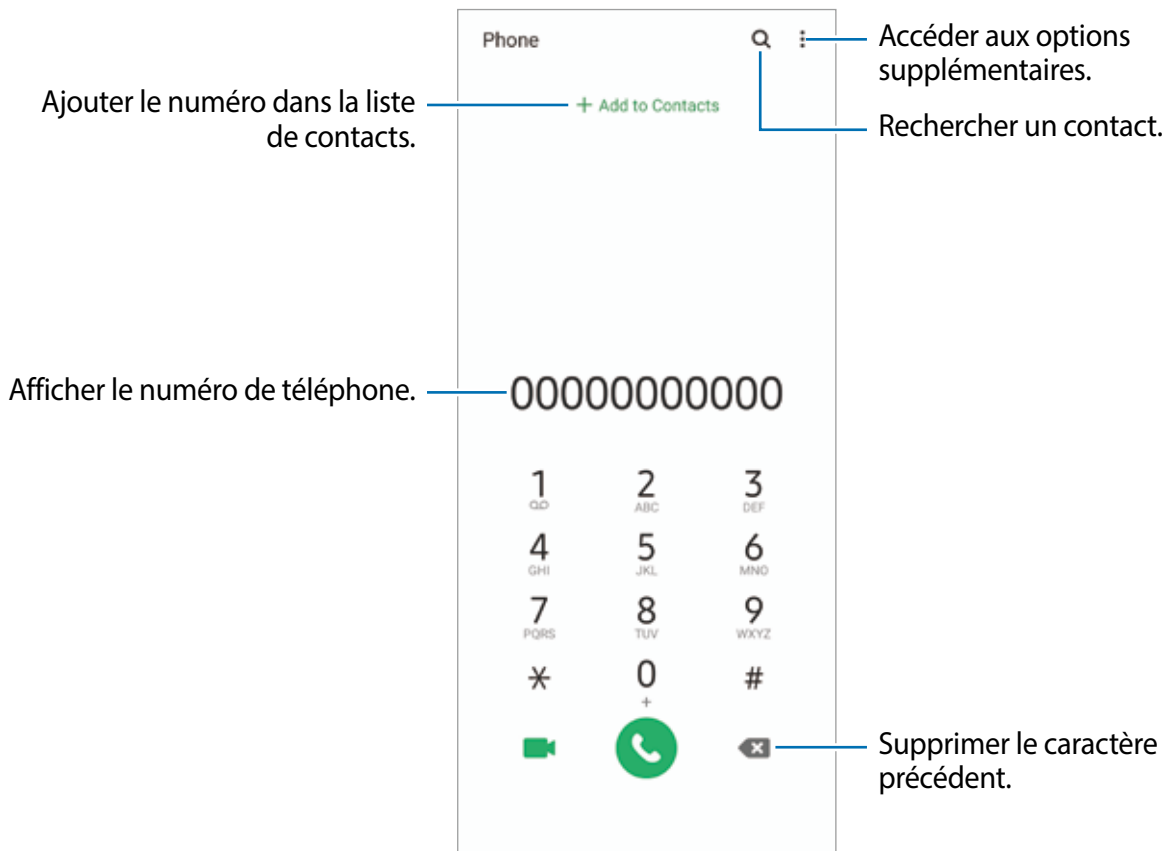 Phone
Accéder aux options
supplémentaires.
Ajouter le numéro dans la liste
de contacts.
+ Add to Contacts
Rechercher un contact.
Afficher le numéro de téléphone.
00000000000
1 2 3
ABC DEF
4 5 6
GHI JKL MNO
7 8 9
PQRS TUV WXYZ
* 0 #
+
Supprimer le caractère
précédent.